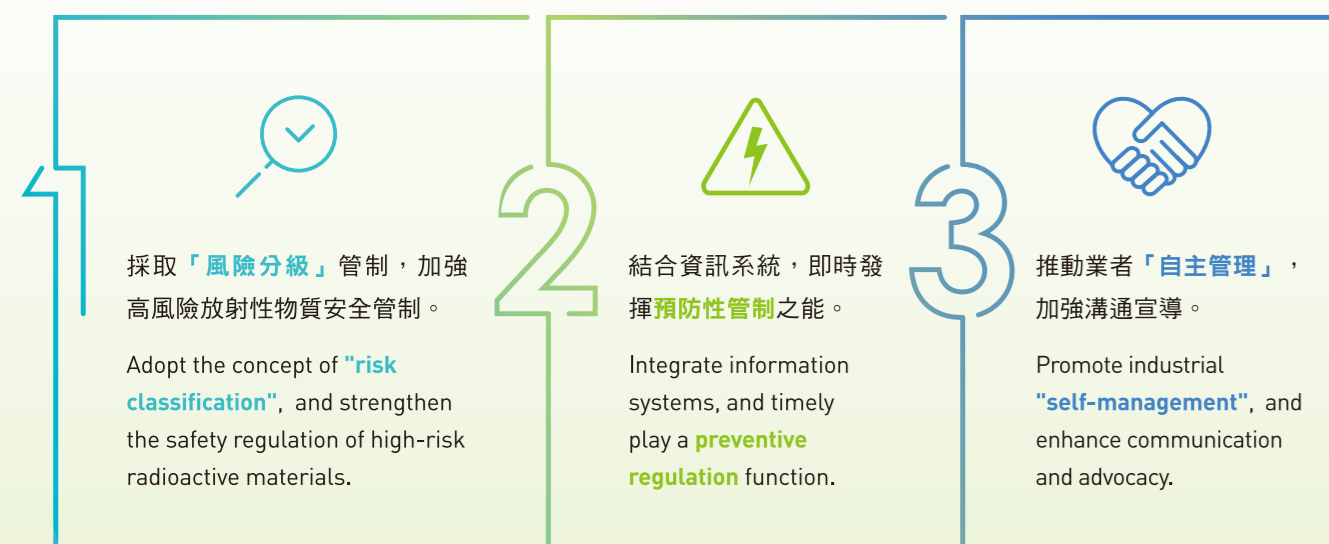 1
採取「風險分級」管制，加強
高風險放射性物質安全管制。
Adopt the concept of "risk
classification", and strengthen
the safety regulation of high-risk
radioactive materials.
2
結合資訊系統，即時發
揮預防性管制之能。
Integrate information
systems, and timely
play a preventive
regulation function.
3
推動業者「自主管理」，
加強溝通宣導。
Promote industrial
"self-management", and
enhance communication
and advocacy.